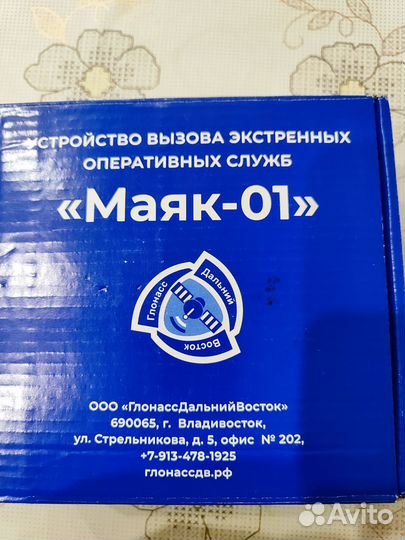 УСТРОЙСТВО ВЫЗОВА ЭКСТРЕННЫХ
ОПЕРАТИВНЫХ СЛУЖБ
«Маяк-01»
Глонасс
Дальний
Восток
ООО «ГлонассДальнийВосток»
690065, г. Владивосток,
ул. Стрельникова, д. 5, офис № 202,
+7-913-478-1925
глонассдв.рф
Avito